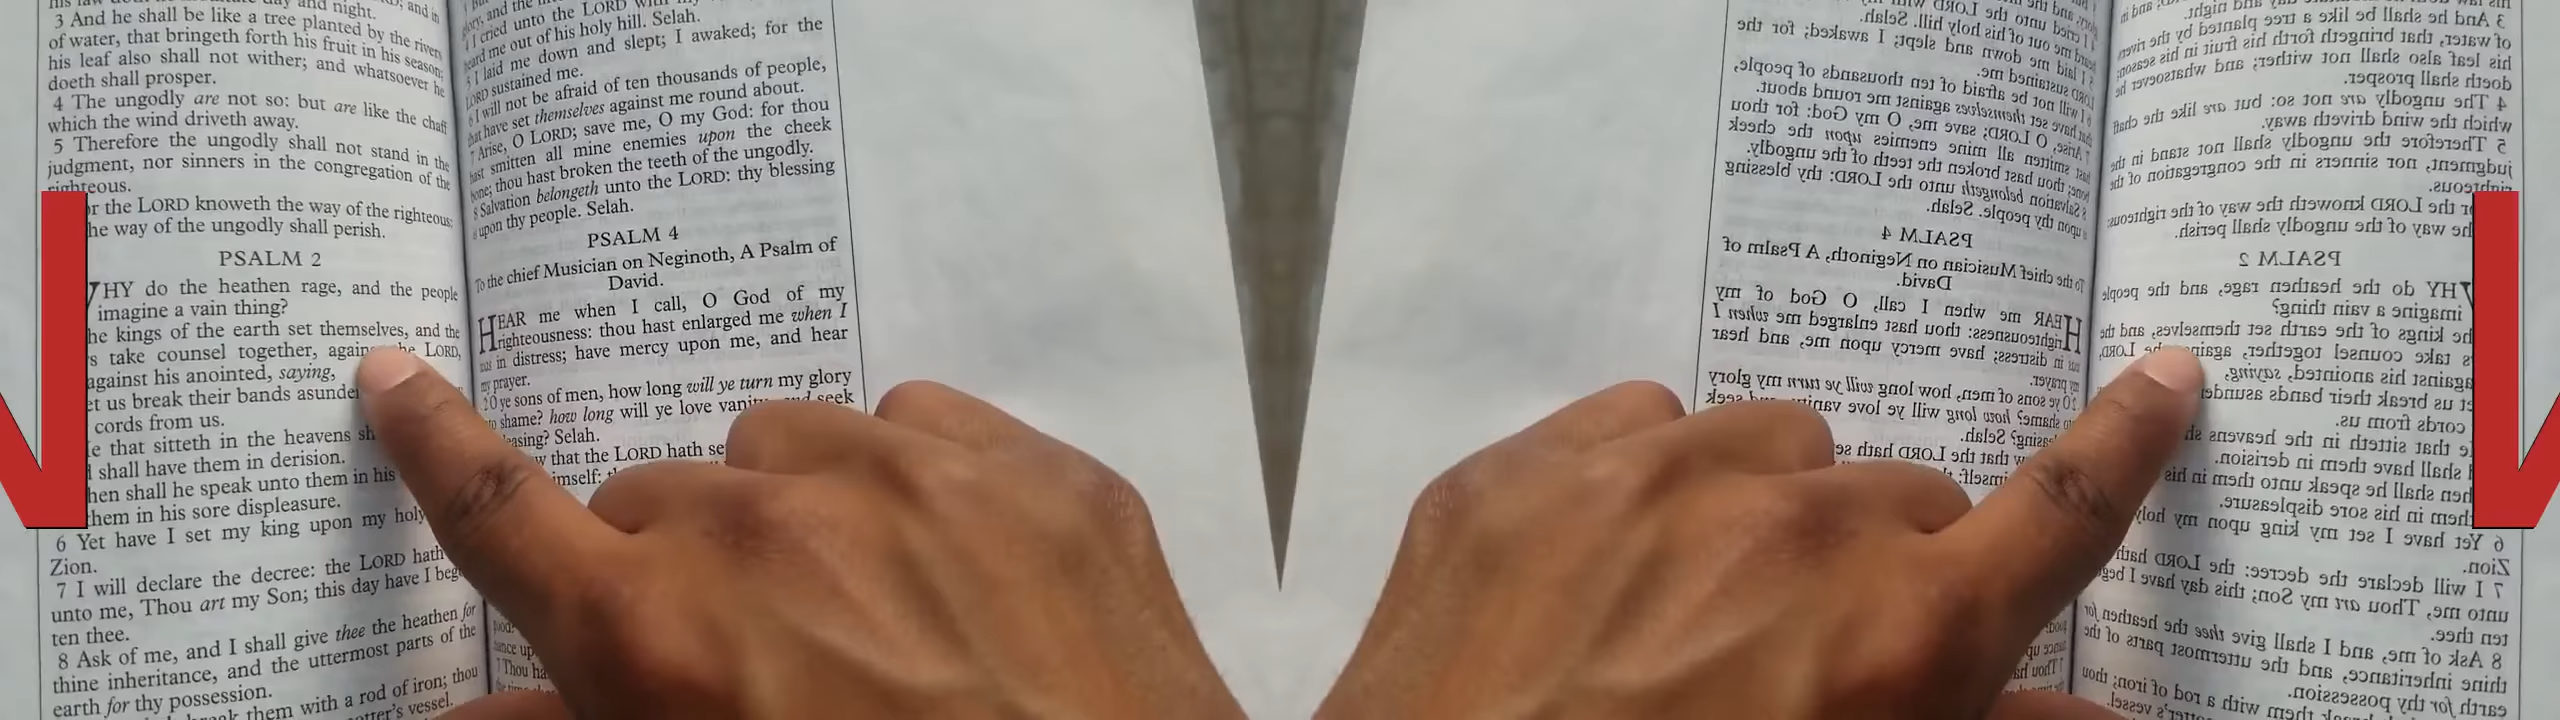 3 And he shall be like a tree planted by the rivers
of water, that bringeth forth his fruit in his season;
his leaf also shall not wither; and whatsoever he
doeth shall prosper.
4 The ungodly are not so: but are like the chaff
which the wind driveth away.
5 Therefore the ungodly shall not stand in the
judgment, nor sinners in the congregation of the
righteous.
the LORD knoweth the way of the righteous:
the way of the ungodly shall perish.
PSALM 2
WHY do the heathen rage, and the people
imagine a vain thing?
kings of the earth set themselves, and the
take counsel together, against the LORD,
against his anointed, saying,
us break their bands asunder
cords from us.
that sitteth in the heavens
shall have them in derision.
shall he speak unto them in his
them in his sore displeasure.
6 Yet have I set my king upon my holy
Zion.
7 I will declare the decree: the LORD hath
unto me, Thou art my Son; this day have I
ten thee.
8 Ask of me, and I shall give thee the heathen for
thine inheritance, and the uttermost parts of the
earth for thy possession.
them with a rod of iron; thou
vessel.
4 I cried unto the LORD with my
heard me out of his holy hill. Selah.
5 I laid me down and slept; I awaked; for the
LORD sustained me.
6 I will not be afraid of ten thousands of people,
that have set themselves against me round about.
7 Arise, O LORD; save me, O my God: for thou
hast smitten all mine enemies upon the cheek
bone; thou hast broken the teeth of the ungodly.
8 Salvation belongeth unto the LORD: thy blessing
is upon thy people. Selah.
PSALM 4
To the chief Musician on Neginoth, A Psalm of
David.
HEAR me when I call, O God of my
righteousness: thou hast enlarged me when I
was in distress; have mercy upon me, and hear
my prayer.
2 O ye sons of men, how long will ye turn my glory
into shame? how long will ye love vanity, and seek
leasing? Selah.
that the LORD hath
himself: